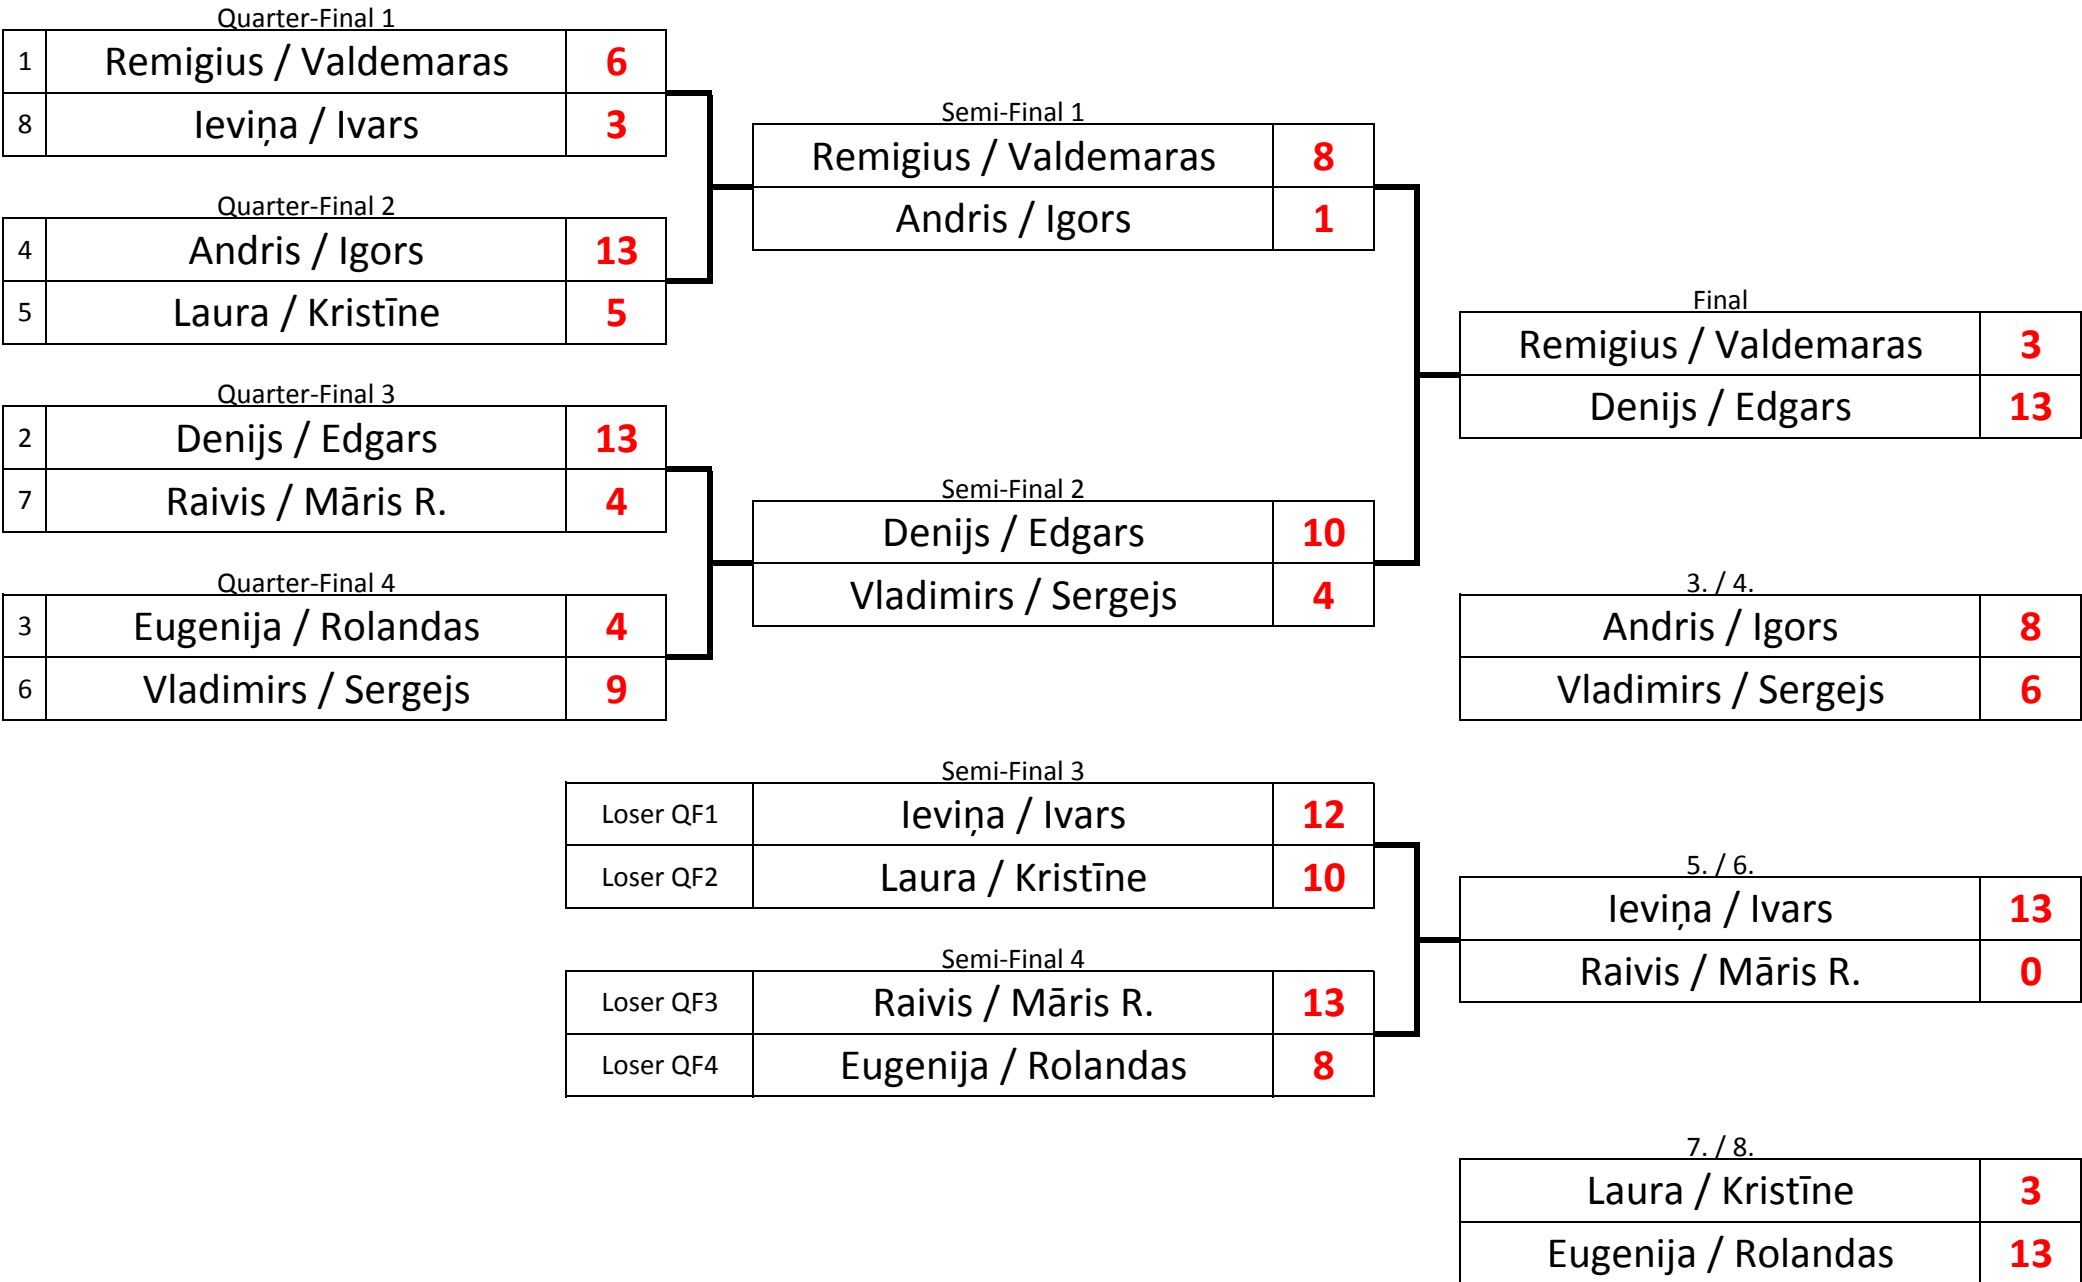 Quarter-Final 1
1 Remigius / Valdemaras 6
8 Ieviņa / Ivars 3
Quarter-Final 2
4 Andris / Igors 13
5 Laura / Kristīne 5
Quarter-Final 3
2 Denijs / Edgars 13
7 Raivis / Māris R. 4
Quarter-Final 4
3 Eugenija / Rolandas 4
6 Vladimirs / Sergejs 9
Semi-Final 1
Remigius / Valdemaras 8
Andris / Igors 1
Semi-Final 2
Denijs / Edgars 10
Vladimirs / Sergejs 4
Final
Remigius / Valdemaras 3
Denijs / Edgars 13
3. / 4.
Andris / Igors 8
Vladimirs / Sergejs 6
Semi-Final 3
Loser QF1 Ieviņa / Ivars 12
Loser QF2 Laura / Kristīne 10
Semi-Final 4
Loser QF3 Raivis / Māris R. 13
Loser QF4 Eugenija / Rolandas 8
5. / 6.
Ieviņa / Ivars 13
Raivis / Māris R. 0
7. / 8.
Laura / Kristīne 3
Eugenija / Rolandas 13